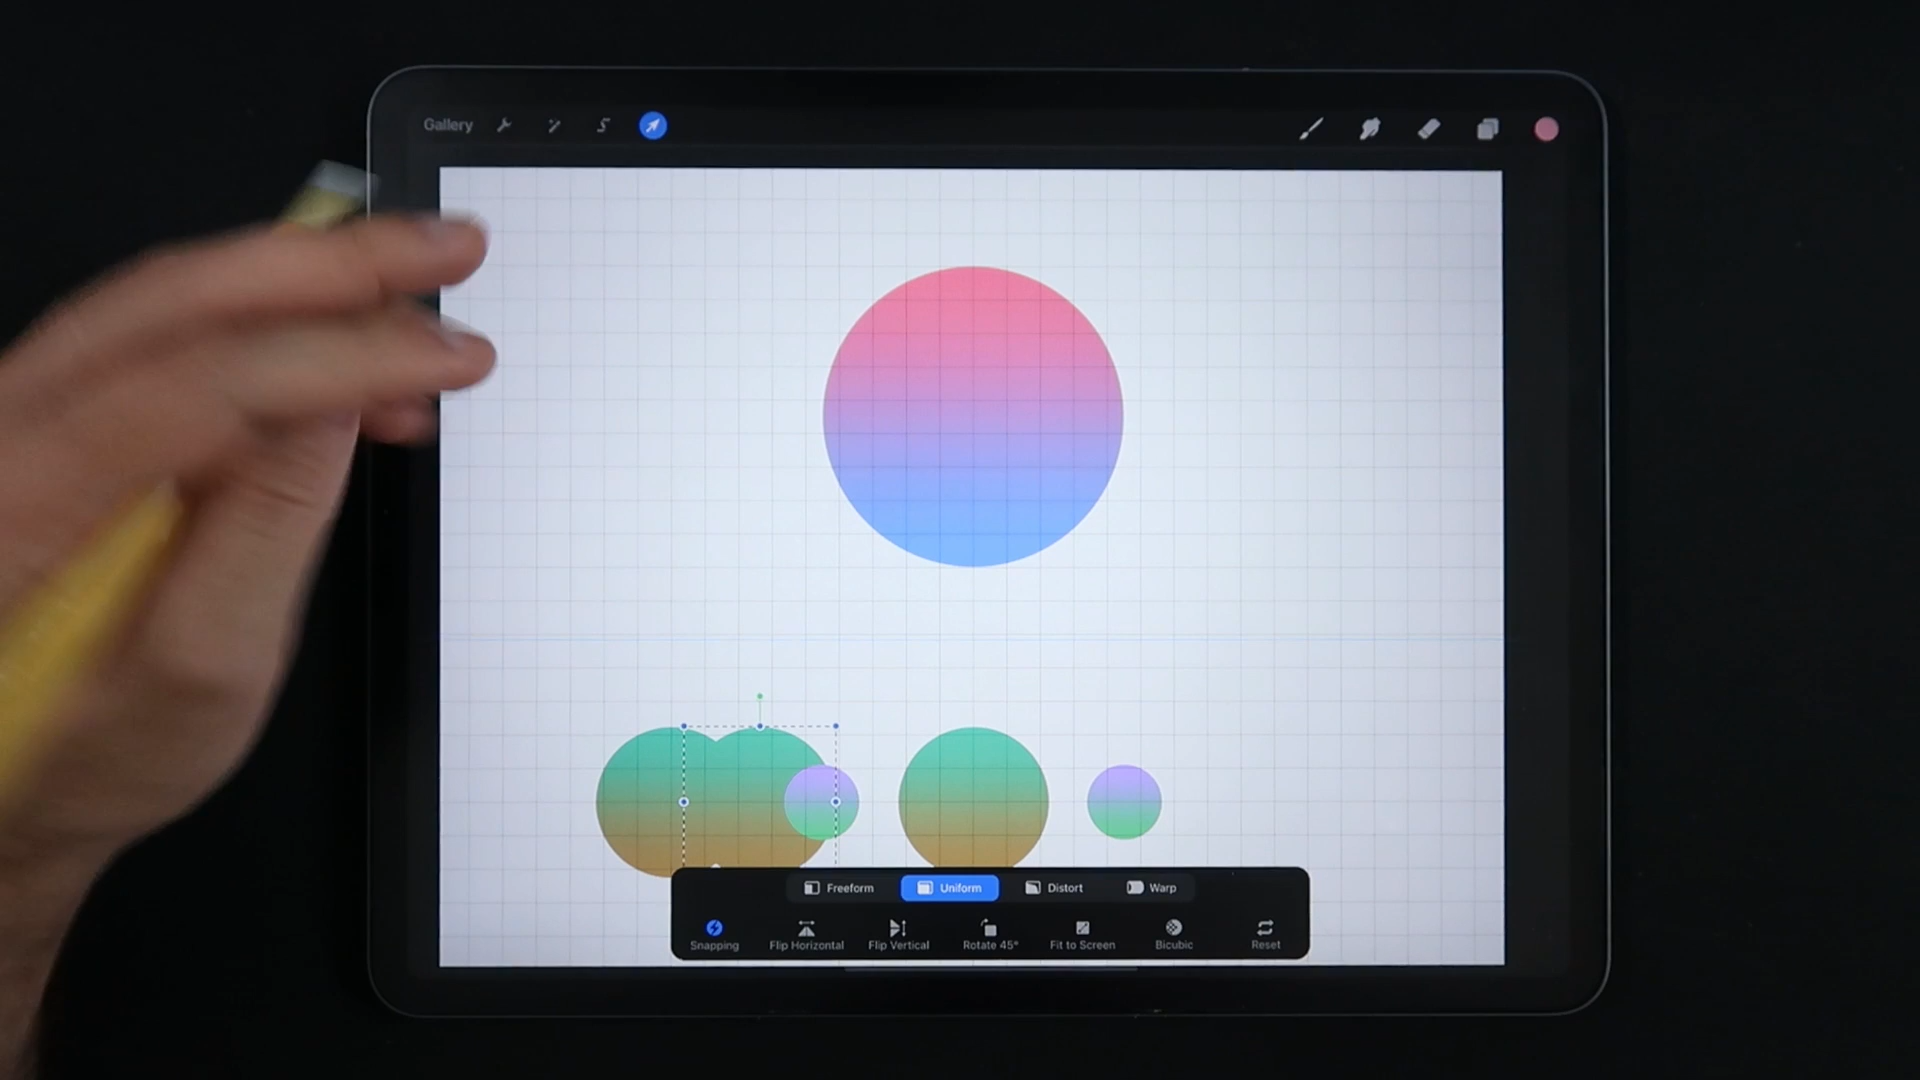 Gallery
Freeform Uniform Distort Warp
Snapping Flip Horizontal Flip Vertical Rotate 45° Fit to Screen Bicubic Reset